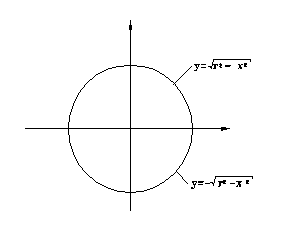 y=√r² − x²
y=−√r² − x²